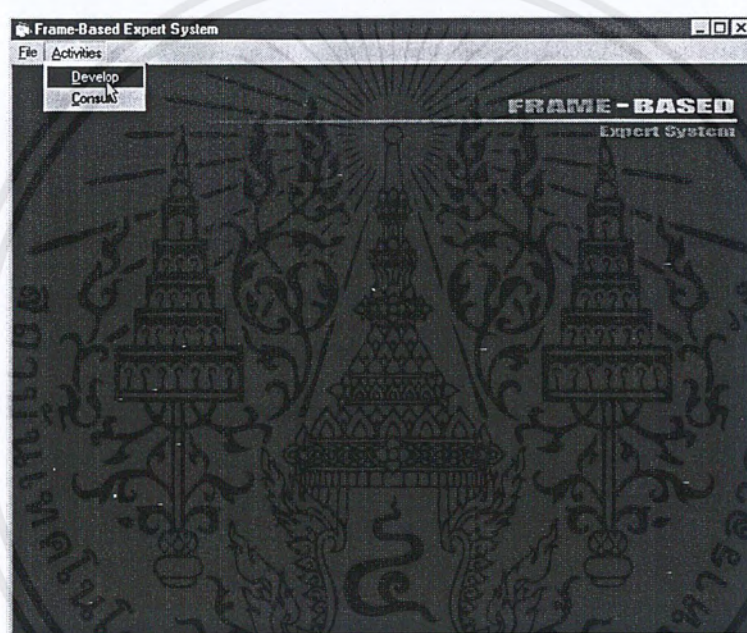 Frame-Based Expert System
File Activities
Develop
Consult
FRAME-BASED
Expert System